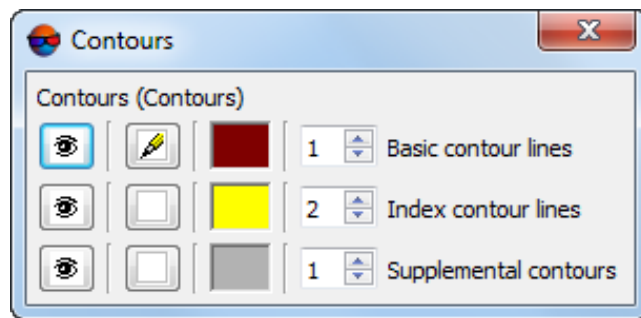 Contours
Contours (Contours)
1 Basic contour lines
2 Index contour lines
1 Supplemental contours